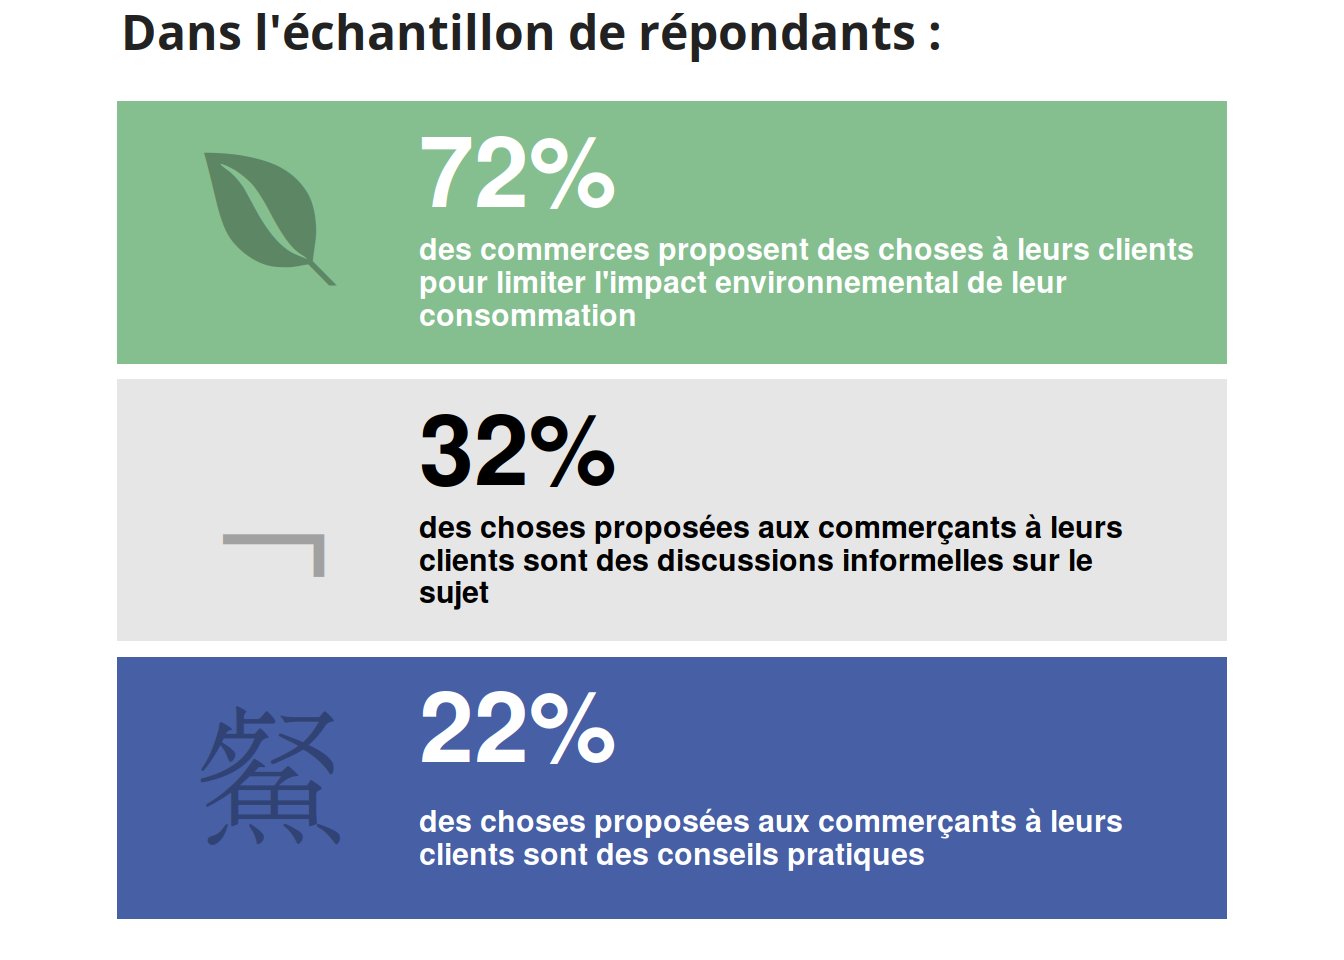 Dans l'échantillon de répondants :
72%
des commerces proposent des choses à leurs clients
pour limiter l'impact environnemental de leur
consommation
32%
des choses proposées aux commerçants à leurs
clients sont des discussions informelles sur le
sujet
22%
des choses proposées aux commerçants à leurs
clients sont des conseils pratiques